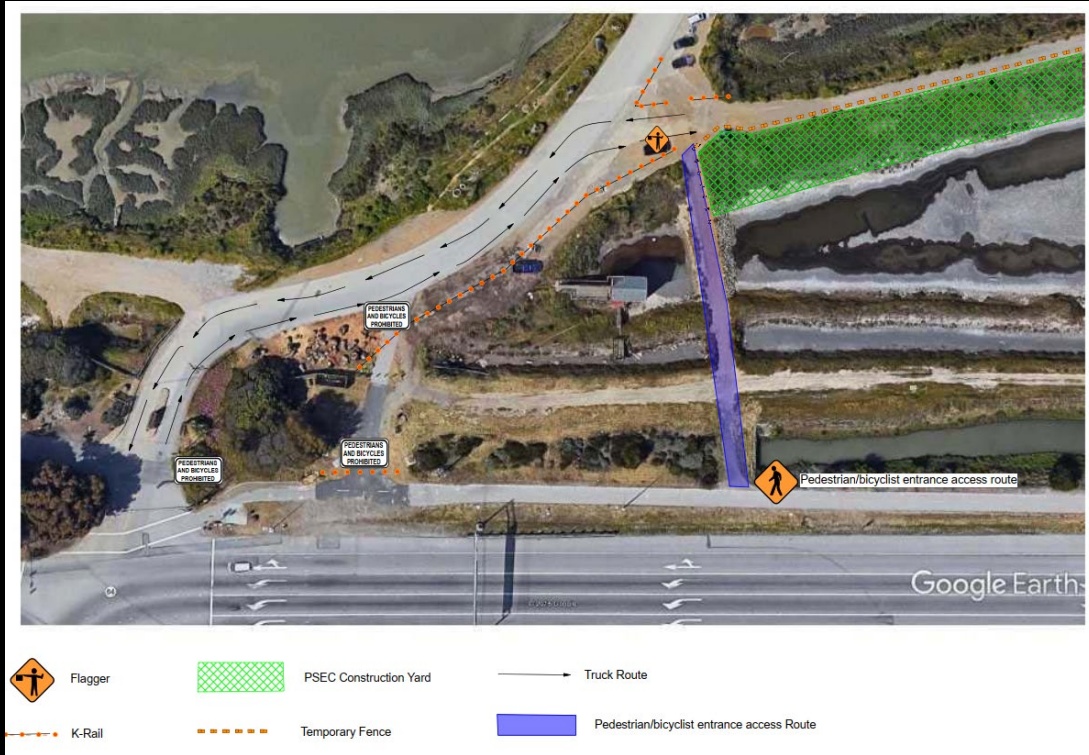 PEDESTRIANS
AND BICYCLES
PROHIBITED
PEDESTRIANS
AND BICYCLES
PROHIBITED
PEDESTRIANS
AND BICYCLES
PROHIBITED
Pedestrian/bicyclist entrance access route
84
Google Earth
Flagger
PSEC Construction Yard
Truck Route
K-Rail
Temporary Fence
Pedestrian/bicyclist entrance access Route